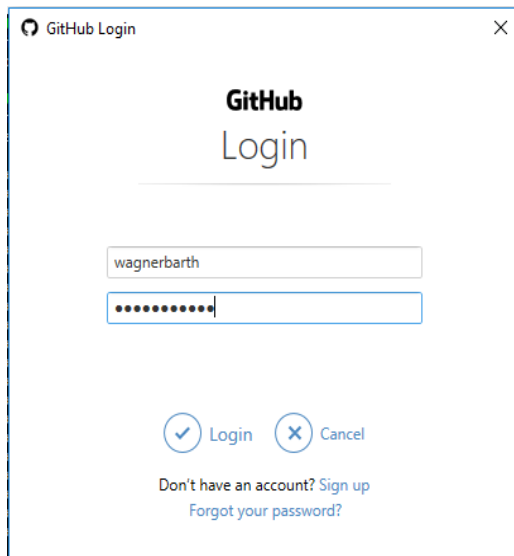 GitHub Login
GitHub
Login
wagnerbarth
•••••••••••
Login Cancel
Don't have an account? Sign up
Forgot your password?